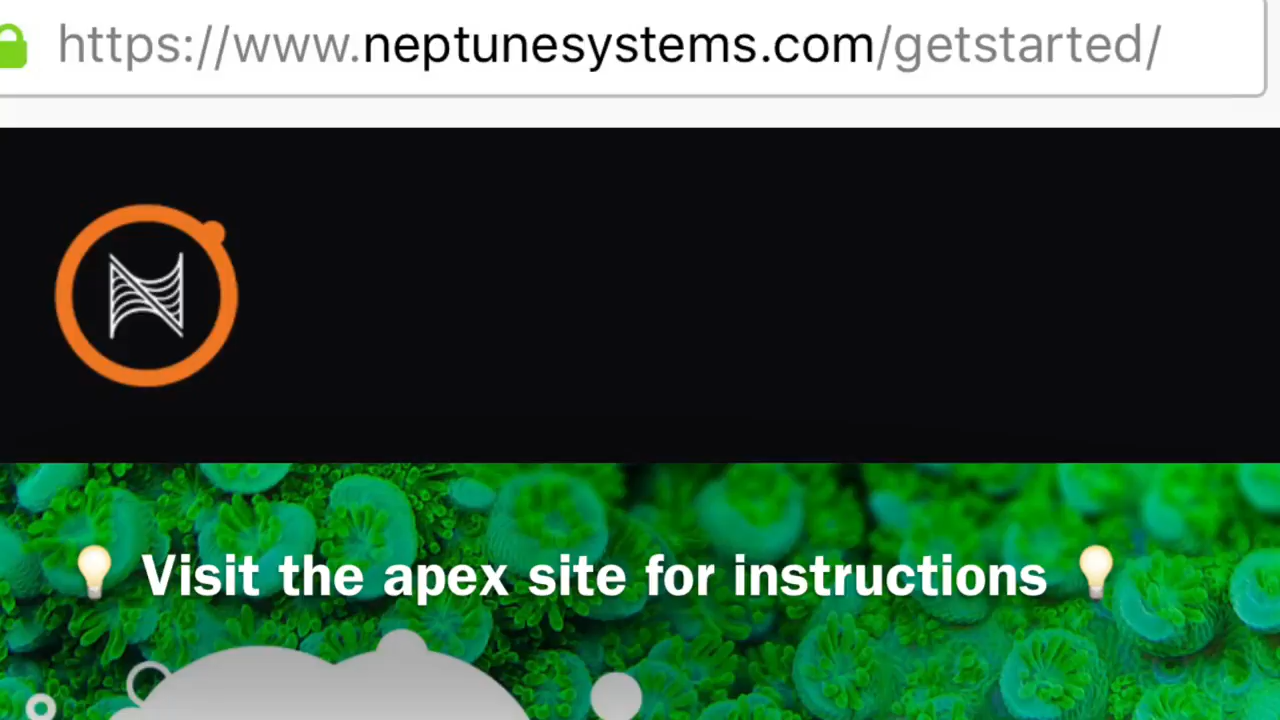 https://www.neptunesystems.com/getstarted/
N
💡 Visit the apex site for instructions 💡